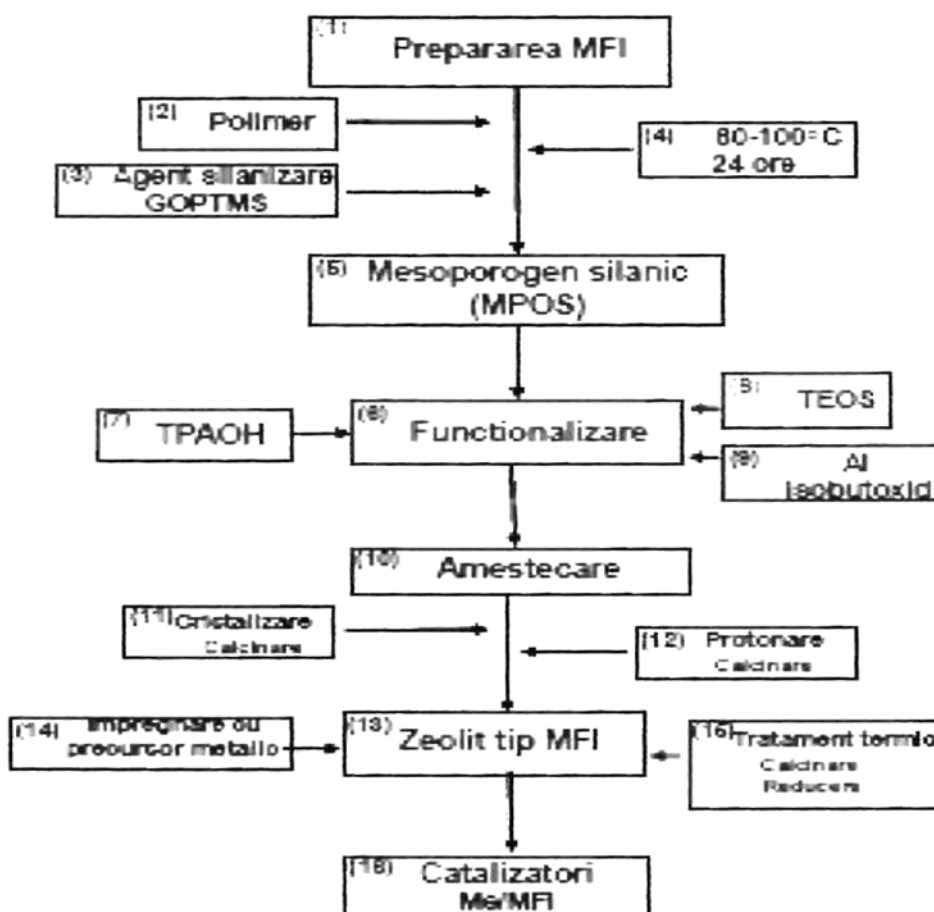 (1) Prepararea MFI
(2) Polimer
(3) Agent silanizare
GOPTMS
(4) 80-100°C
24 ore
(5) Mesoporogen silanic
(MPOS)
(6) Functionalizare
(7) TPAOH
(8) TEOS
(9) Al
isobutoxid
(10) Amestecare
(11) Cristalizare
Calcinare
(12) Protonare
Calcinare
(13) Zeolit tip MFI
(14) Impregnare cu
precursor metalic
(15) Tratament termic
Calcinare
Reducere
(16) Catalizatori
Me/MFI